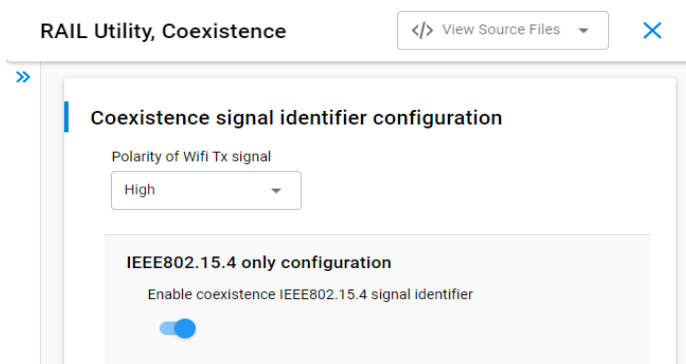 RAIL Utility, Coexistence
</> View Source Files
Coexistence signal identifier configuration
Polarity of Wifi Tx signal
High
IEEE802.15.4 only configuration
Enable coexistence IEEE802.15.4 signal identifier